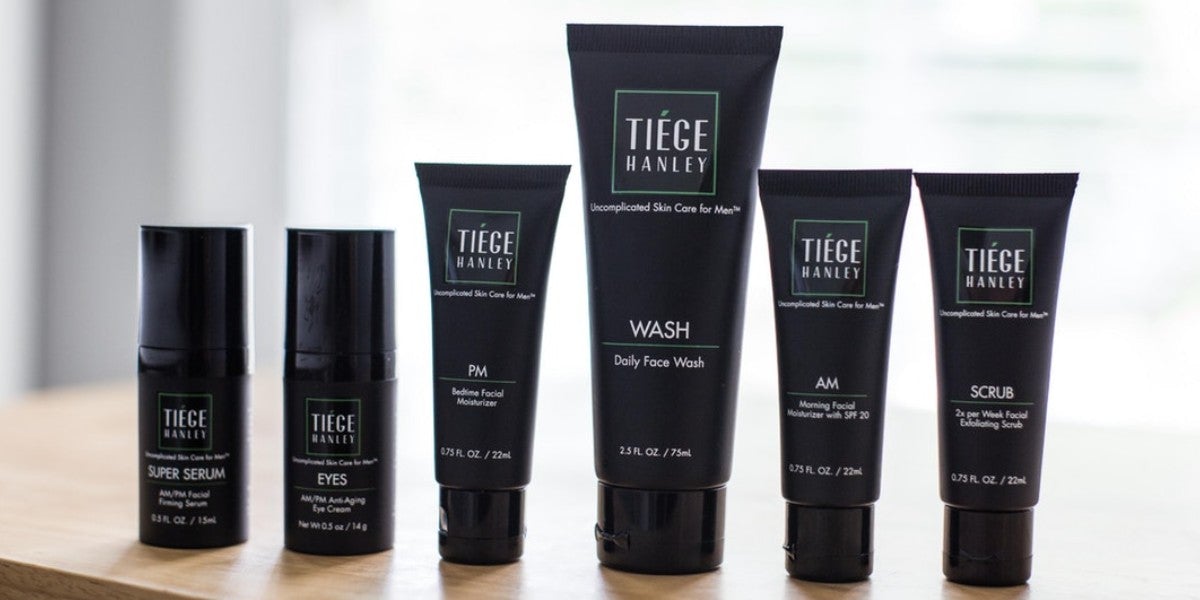 TIÉGE
HANLEY
Uncomplicated Skin Care for Men™
SUPER SERUM
AM/PM Facial
Firming Serum
0.5 FL. OZ. / 15mL
TIÉGE
HANLEY
Uncomplicated Skin Care for Men™
EYES
AM/PM Anti-Aging
Eye Cream
Net Wt 0.5 oz / 14 g
TIÉGE
HANLEY
Uncomplicated Skin Care for Men™
PM
Bedtime Facial
Moisturizer
0.75 FL. OZ. / 22mL
TIÉGE
HANLEY
Uncomplicated Skin Care for Men™
WASH
Daily Face Wash
2.5 FL. OZ. / 75mL
TIÉGE
HANLEY
Uncomplicated Skin Care for Men™
AM
Morning Facial
Moisturizer with SPF 20
0.75 FL. OZ. / 22mL
TIÉGE
HANLEY
Uncomplicated Skin Care for Men™
SCRUB
2x per Week Facial
Exfoliating Scrub
0.75 FL. OZ. / 22mL